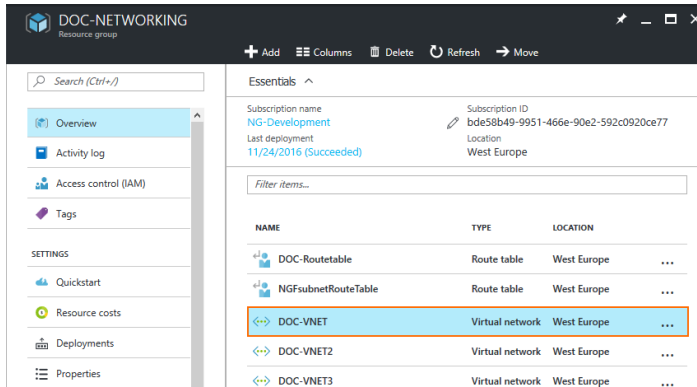 DOC-NETWORKING
Resource group
Add Columns Delete Refresh Move
Search (Ctrl+/)
Overview
Activity log
Access control (IAM)
Tags
SETTINGS
Quickstart
Resource costs
Deployments
Properties
Essentials
Subscription name Subscription ID
NG-Development bde58b49-9951-466e-90e2-592c0920ce77
Last deployment Location
11/24/2016 (Succeeded) West Europe
Filter items...
NAME TYPE LOCATION
DOC-Routetable Route table West Europe ...
NGFsubnetRouteTable Route table West Europe ...
DOC-VNET Virtual network West Europe ...
DOC-VNET2 Virtual network West Europe ...
DOC-VNET3 Virtual network West Europe ...